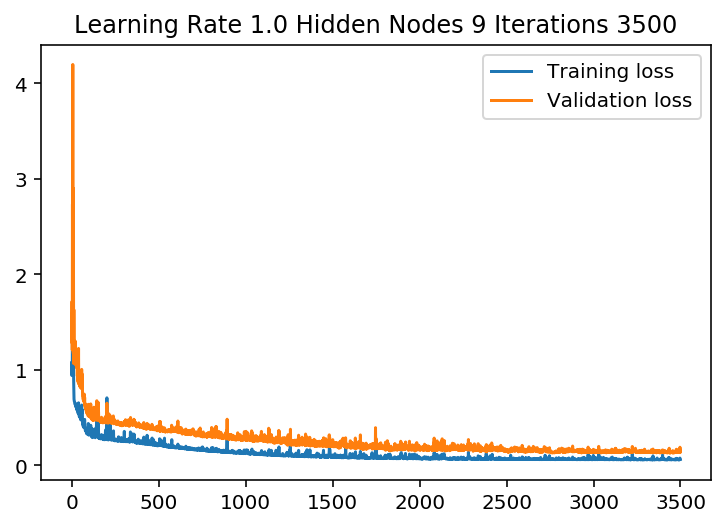 Learning Rate 1.0 Hidden Nodes 9 Iterations 3500
Training loss
Validation loss
4
3
2
1
0
0 500 1000 1500 2000 2500 3000 3500